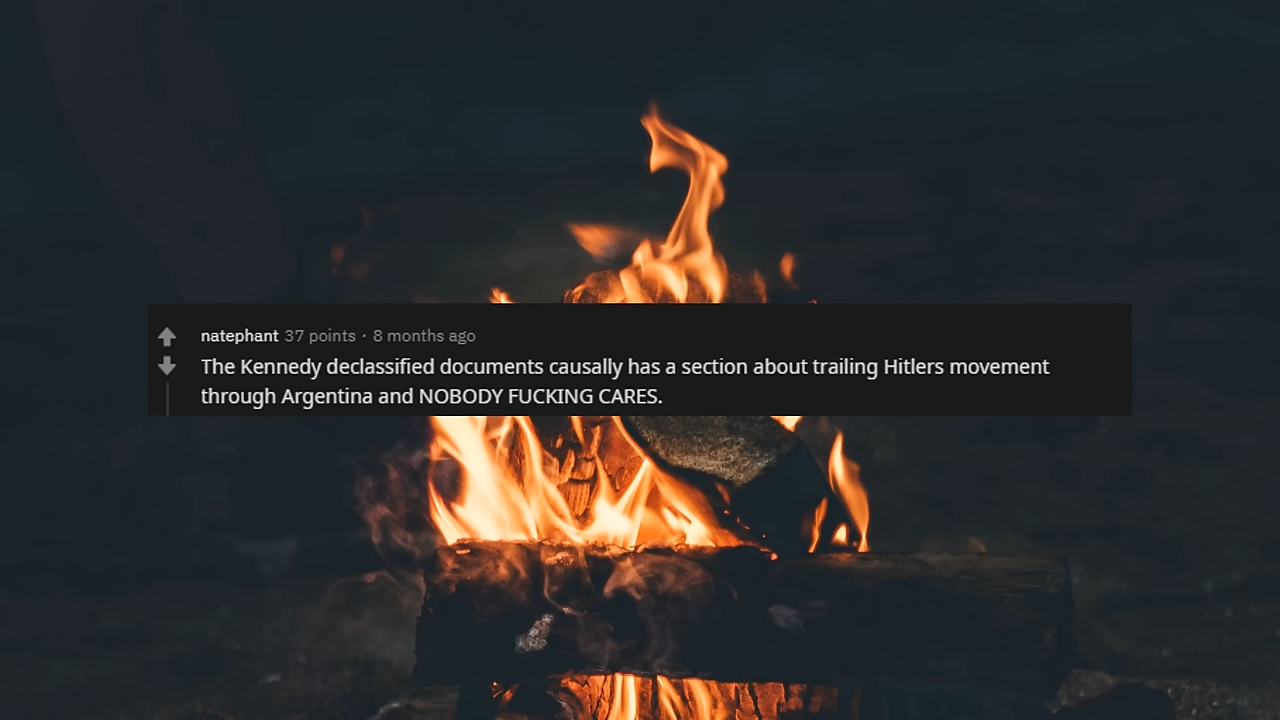 natephant 37 points · 8 months ago
The Kennedy declassified documents causally has a section about trailing Hitlers movement
through Argentina and NOBODY FUCKING CARES.